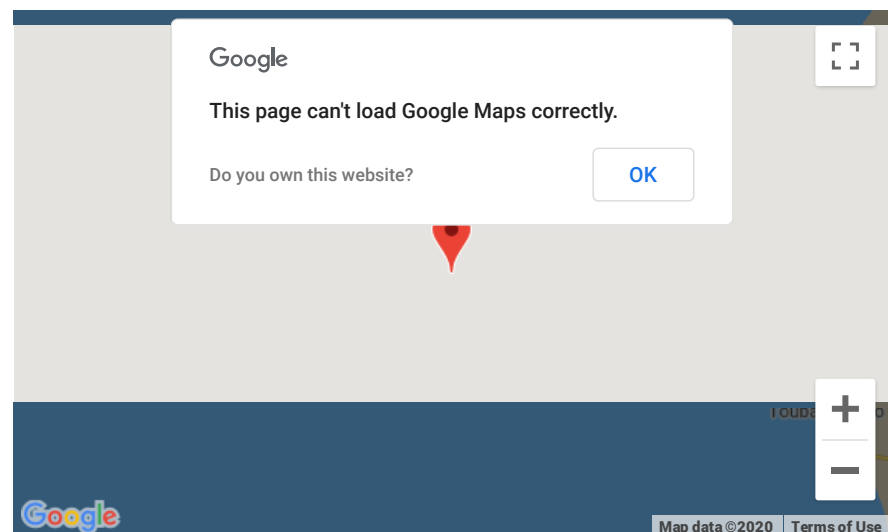 Google
This page can't load Google Maps correctly.
Do you own this website?
OK
Google
Map data ©2020
Terms of Use